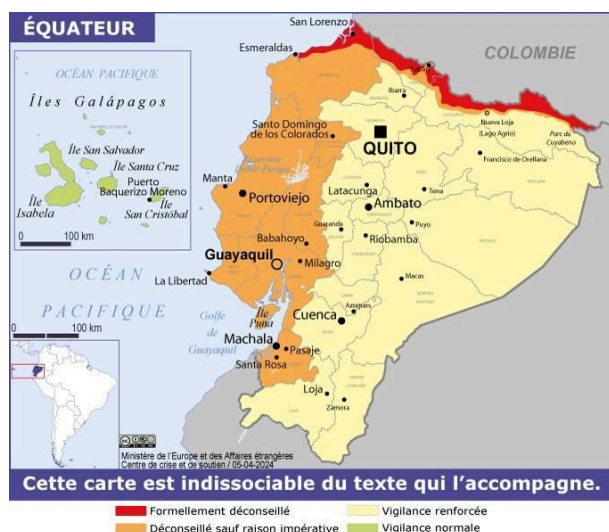 ÉQUATEUR
San Lorenzo
Esmeraldas
COLOMBIE
OCÉAN PACIFIQUE
Îles Galápagos
Île San Salvador
Île Santa Cruz
Puerto
Baquerizo Moreno
Île
Isabela
Île
San Cristóbal
0 100 km
Ibarra
Nueva Loja
(Lago Agrio)
Parc du
Cuyabeno
Santo Domingo
de los Colorados
QUITO
Francisco de Orellana
Manta
Portoviejo
Latacunga
Tena
Ambato
Guaranda
Puyo
Babahoyo
Riobamba
Guayaquil
Milagro
La Libertad
Macas
OCÉAN
PACIFIQUE
Île
Puna
Golfe
de
Guayaquil
Azogues
Cuenca
0 100 km
Machala
Pasaje
Santa Rosa
Loja
Zamora
Ministère de l'Europe et des Affaires étrangères
Centre de crise et de soutien / 05-04-2024
Cette carte est indissociable du texte qui l'accompagne.
Formellement déconseillé
Vigilance renforcée
Déconseillé sauf raison impérative
Vigilance normale